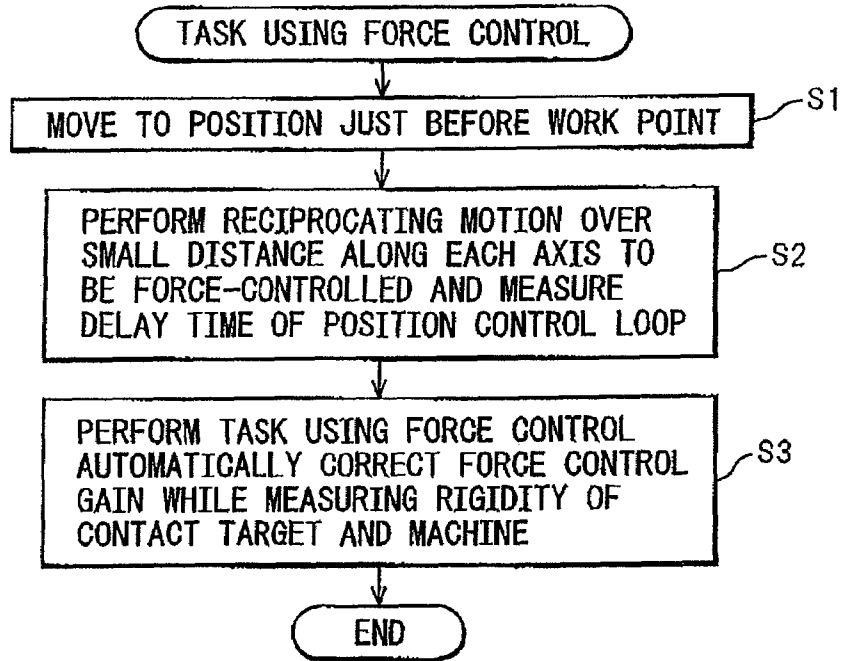 TASK USING FORCE CONTROL
MOVE TO POSITION JUST BEFORE WORK POINT
S1
PERFORM RECIPROCATING MOTION OVER
SMALL DISTANCE ALONG EACH AXIS TO
BE FORCE-CONTROLLED AND MEASURE
DELAY TIME OF POSITION CONTROL LOOP
S2
PERFORM TASK USING FORCE CONTROL
AUTOMATICALLY CORRECT FORCE CONTROL
GAIN WHILE MEASURING RIGIDITY OF
CONTACT TARGET AND MACHINE
S3
END